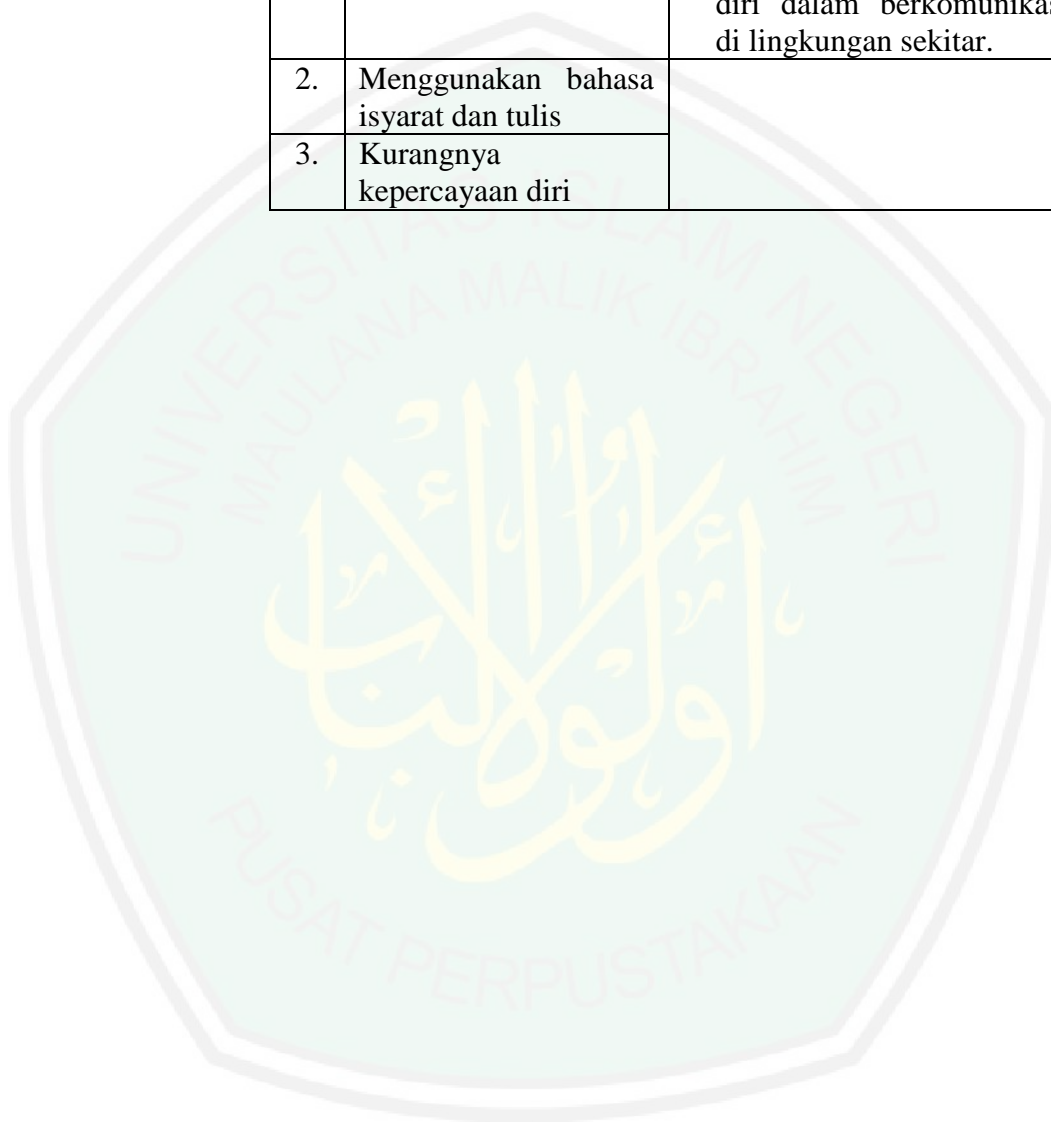 diri dalam berkomunikas
di lingkungan sekitar.
2. Menggunakan bahasa
isyarat dan tulis
3. Kurangnya
kepercayaan diri
UNIVERSITAS ISLAM NEGERI
MAULANA MALIK IBRAHIM
PUSAT PERPUSTAKAAN